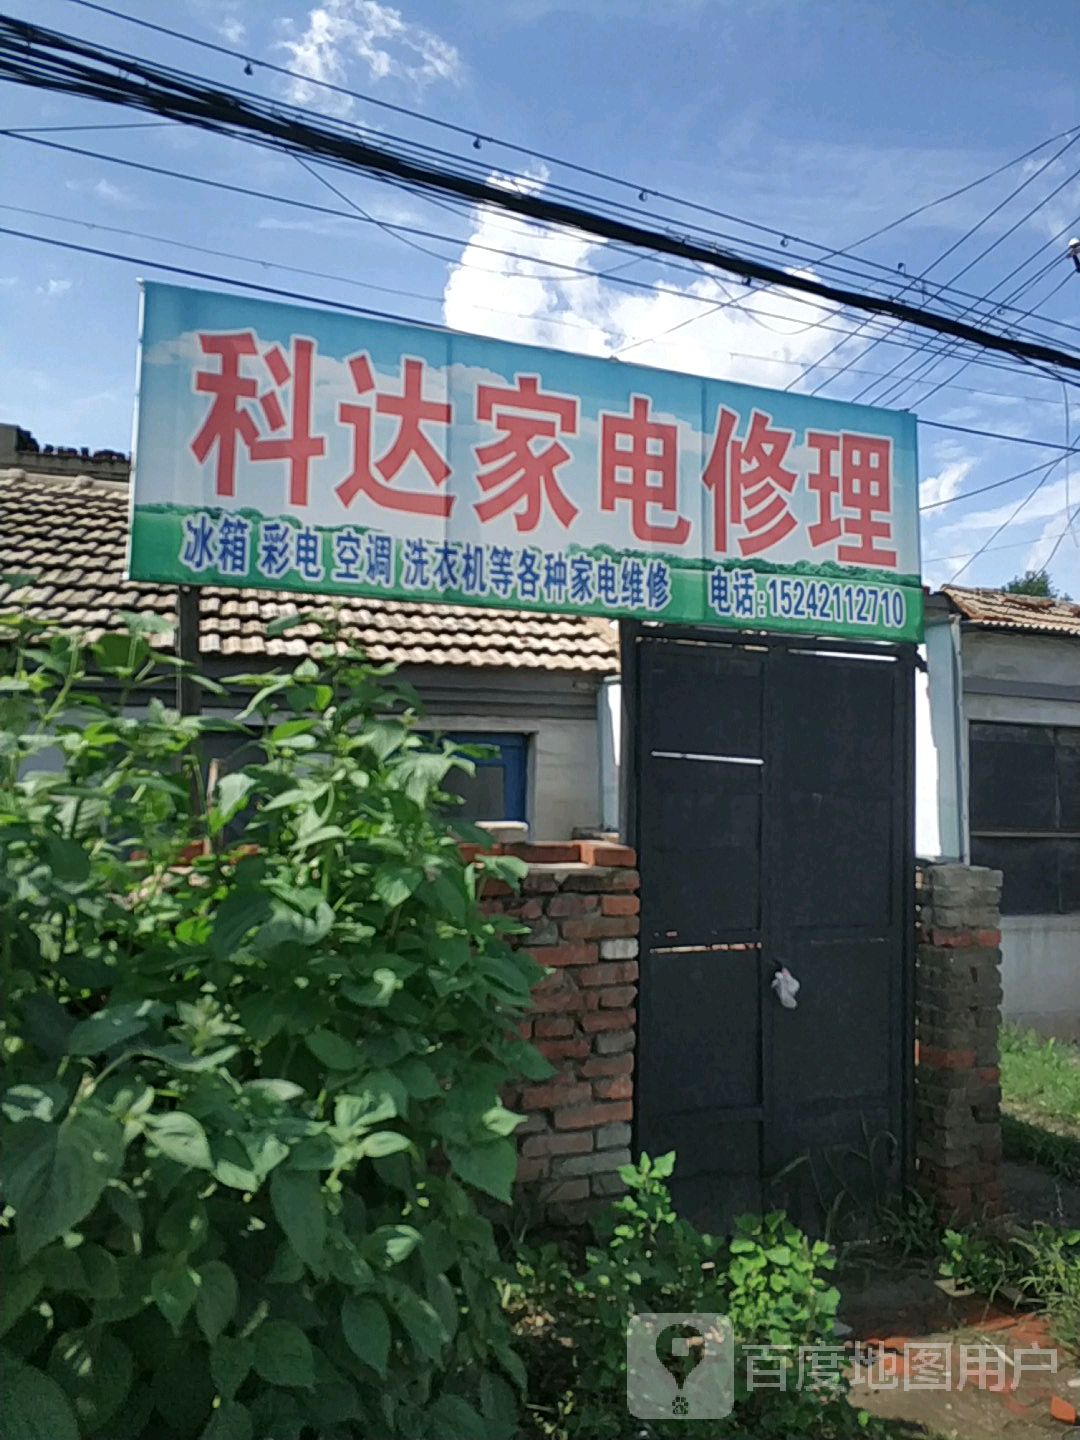 科达家电修理
冰箱 彩电 空调 洗衣机等各种家电维修 电话:15242112710
百度地图用户